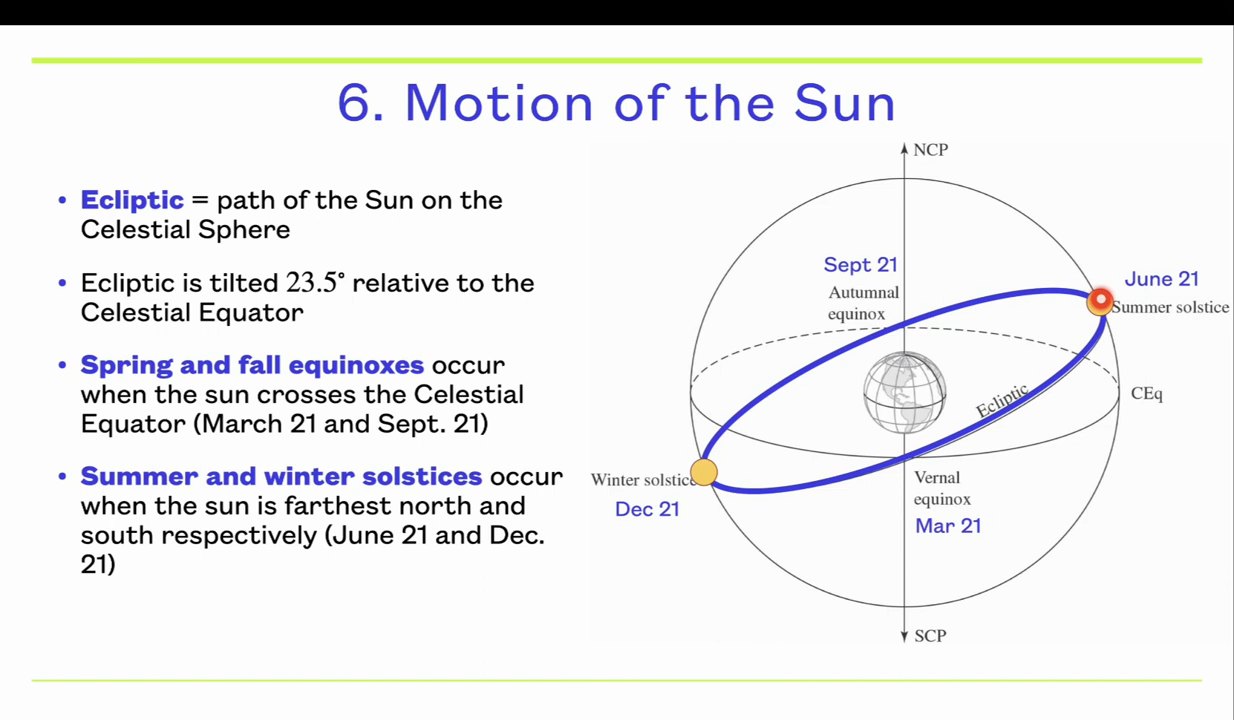 6. Motion of the Sun
• Ecliptic = path of the Sun on the
Celestial Sphere
• Ecliptic is tilted 23.5° relative to the
Celestial Equator
• Spring and fall equinoxes occur
when the sun crosses the Celestial
Equator (March 21 and Sept. 21)
• Summer and winter solstices occur
when the sun is farthest north and
south respectively (June 21 and Dec.
21)
NCP
Sept 21
Autumnal
equinox
June 21
Summer solstice
CEq
Ecliptic
Winter solstice
Dec 21
Vernal
equinox
Mar 21
SCP